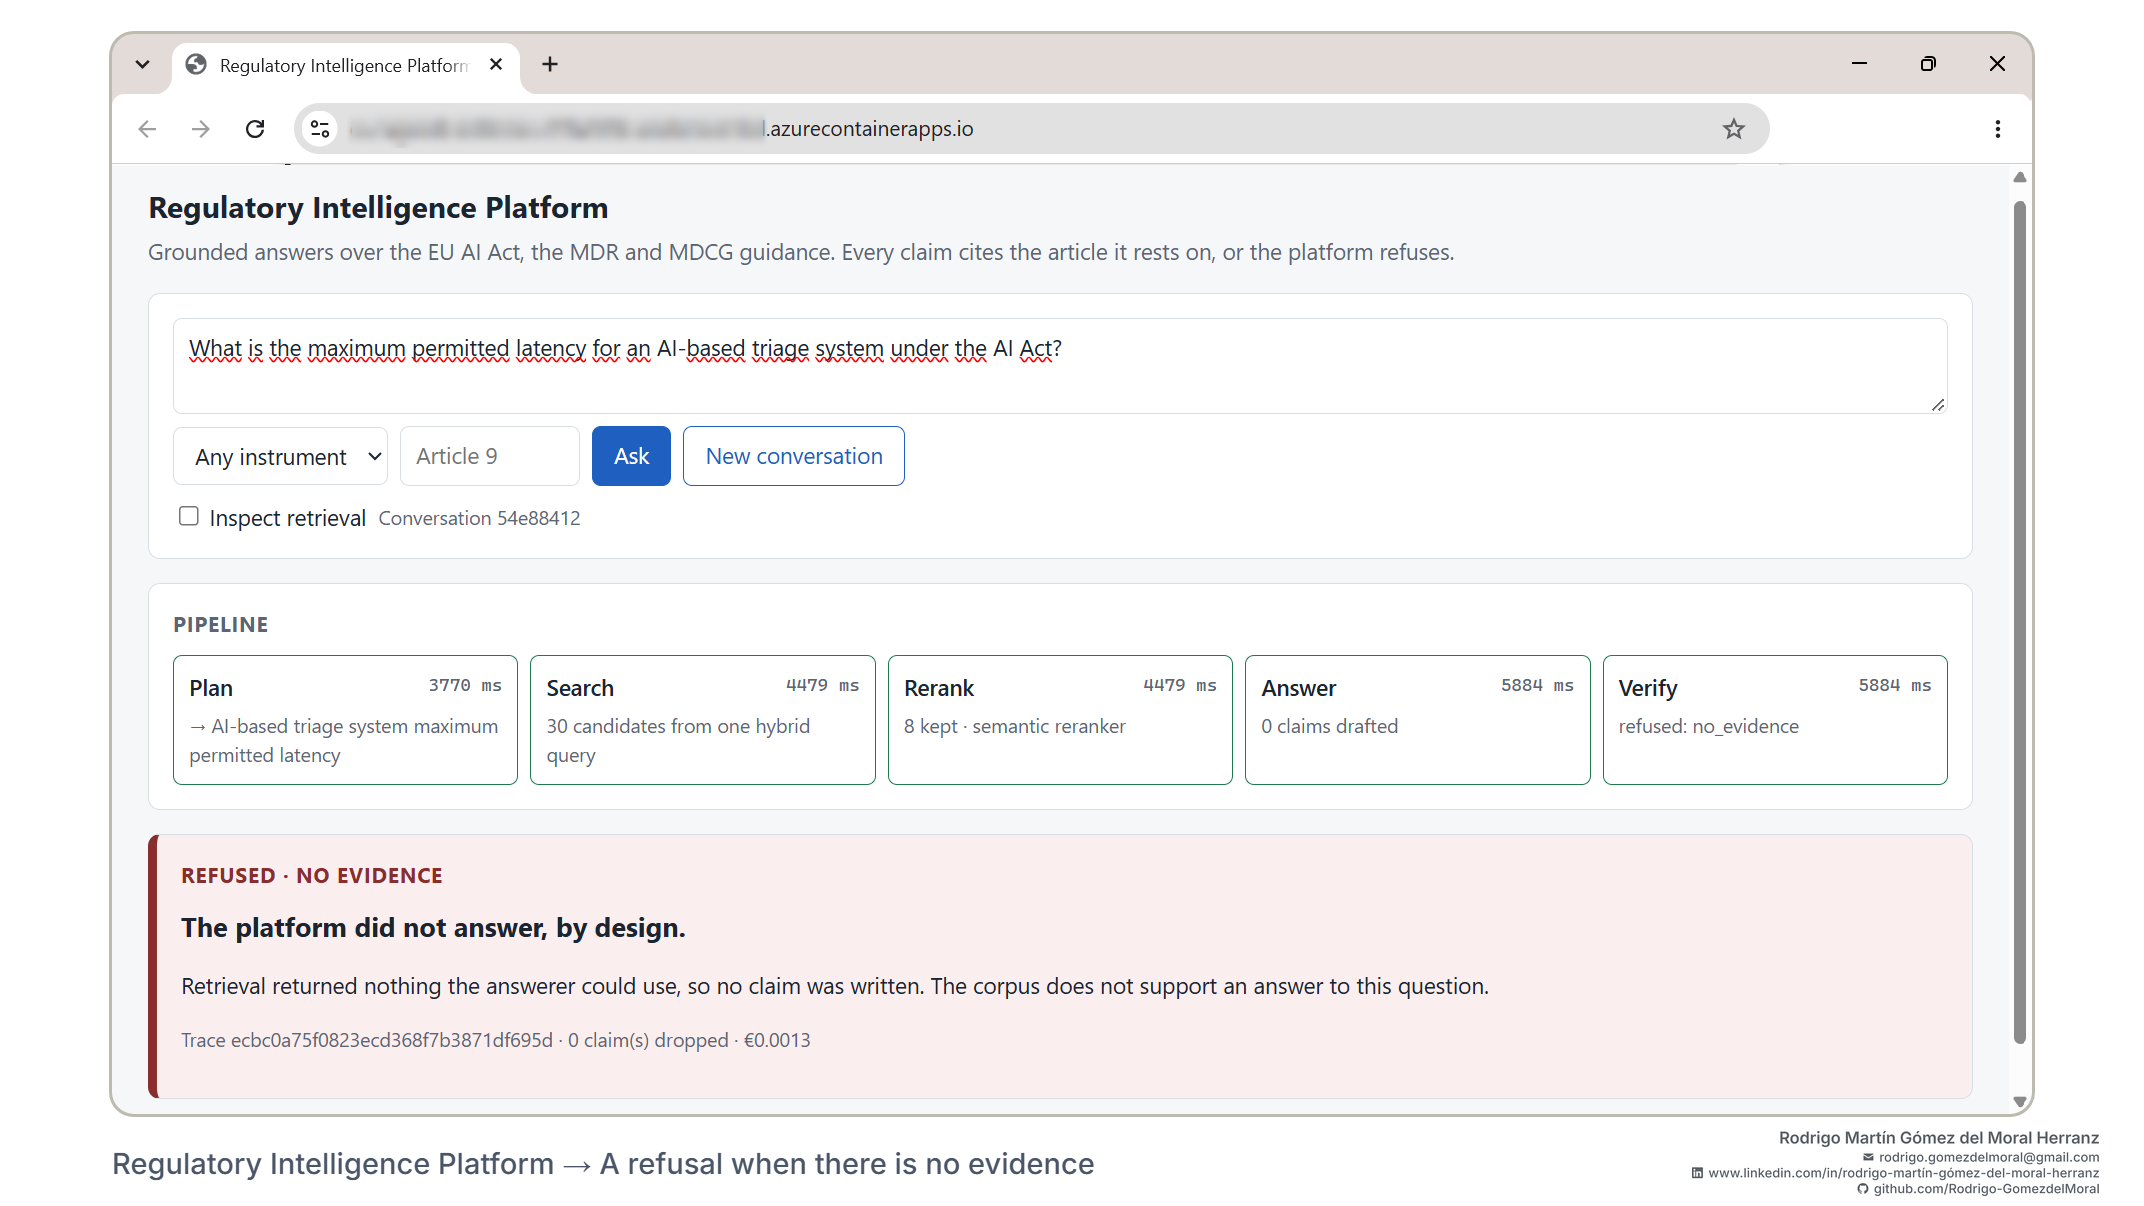 Regulatory Intelligence Platform
.azurecontainerapps.io
Regulatory Intelligence Platform
Grounded answers over the EU AI Act, the MDR and MDCG guidance. Every claim cites the article it rests on, or the platform refuses.
What is the maximum permitted latency for an AI-based triage system under the AI Act?
Any instrument
Article 9
Ask
New conversation
Inspect retrieval
Conversation 54e88412
PIPELINE
Plan
3770 ms
→ AI-based triage system maximum
permitted latency
Search
4479 ms
30 candidates from one hybrid
query
Rerank
4479 ms
8 kept · semantic reranker
Answer
5884 ms
0 claims drafted
Verify
5884 ms
refused: no_evidence
REFUSED · NO EVIDENCE
The platform did not answer, by design.
Retrieval returned nothing the answerer could use, so no claim was written. The corpus does not support an answer to this question.
Trace ecbc0a75f0823ecd368f7b3871df695d · 0 claim(s) dropped · €0.0013
Regulatory Intelligence Platform → A refusal when there is no evidence
Rodrigo Martín Gómez del Moral Herranz
rodrigo.gomezdelmoral@gmail.com
www.linkedin.com/in/rodrigo-martín-gómez-del-moral-herranz
github.com/Rodrigo-GomezdelMoral